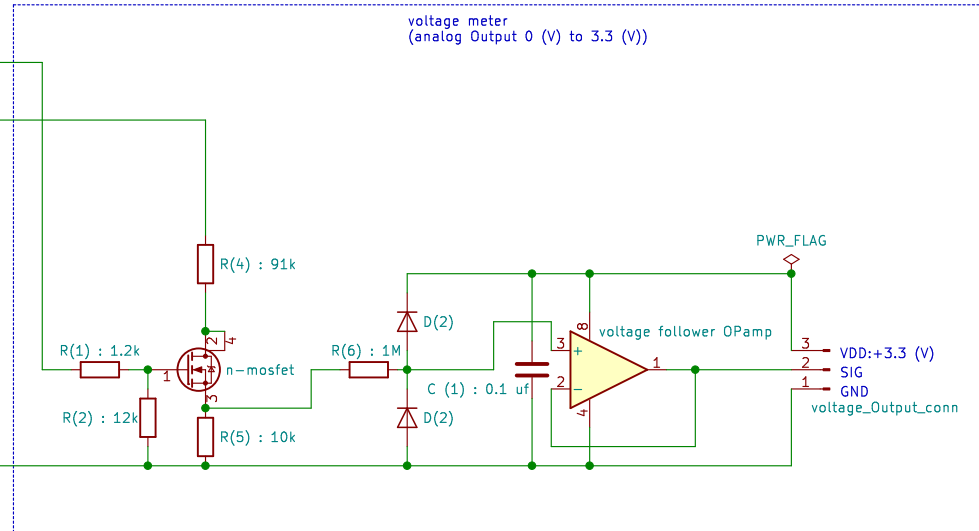 voltage meter
(analog Output 0 (V) to 3.3 (V))
PWR_FLAG
R(4) : 91k
D(2)
8
voltage follower OPamp
2
4
R(1) : 1.2k
1
n-mosfet
3
R(6) : 1M
3
+
1
2
-
4
C (1) : 0.1 uf
3
VDD:+3.3 (V)
2
SIG
1
GND
voltage_Output_conn
R(2) : 12k
R(5) : 10k
D(2)